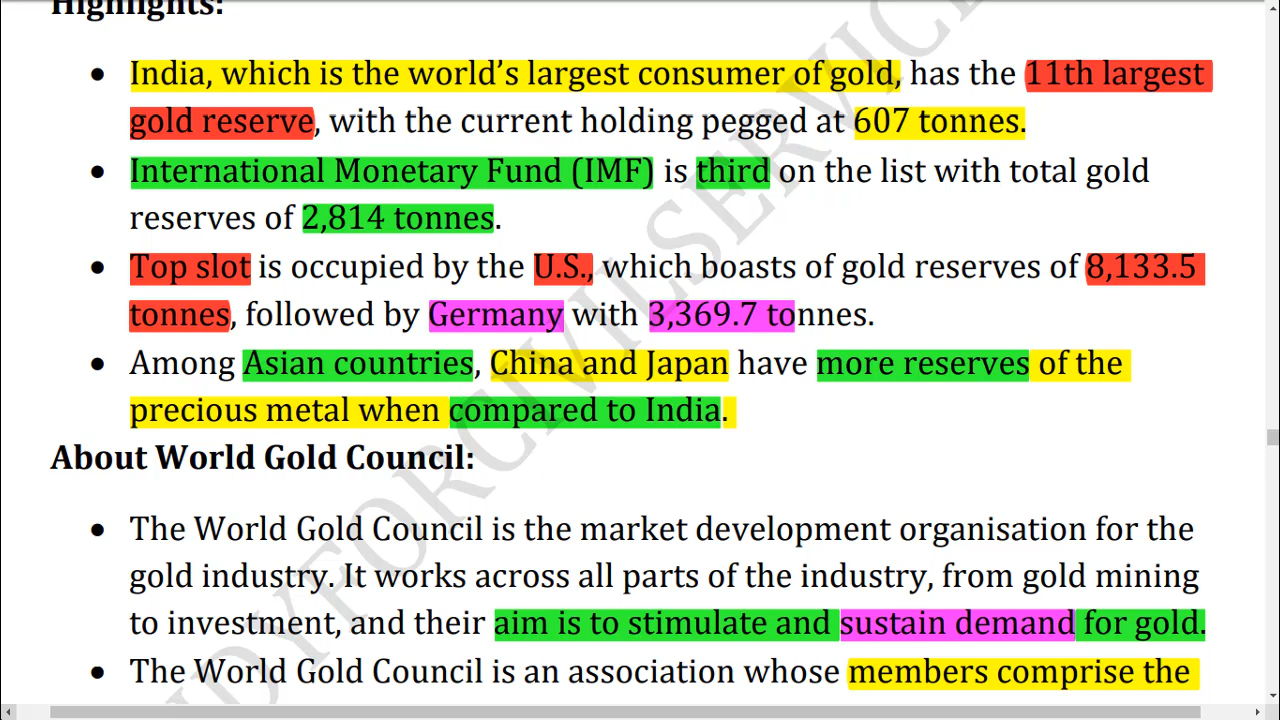 Highlights:
• India, which is the world's largest consumer of gold, has the 11th largest
gold reserve, with the current holding pegged at 607 tonnes.
• International Monetary Fund (IMF) is third on the list with total gold
reserves of 2,814 tonnes.
• Top slot is occupied by the U.S., which boasts of gold reserves of 8,133.5
tonnes, followed by Germany with 3,369.7 tonnes.
• Among Asian countries, China and Japan have more reserves of the
precious metal when compared to India.
About World Gold Council:
• The World Gold Council is the market development organisation for the
gold industry. It works across all parts of the industry, from gold mining
to investment, and their aim is to stimulate and sustain demand for gold.
• The World Gold Council is an association whose members comprise the
DYFORCIVILSERVICE